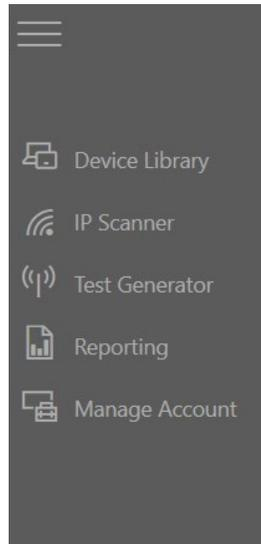 Device Library
IP Scanner
Test Generator
Reporting
Manage Account